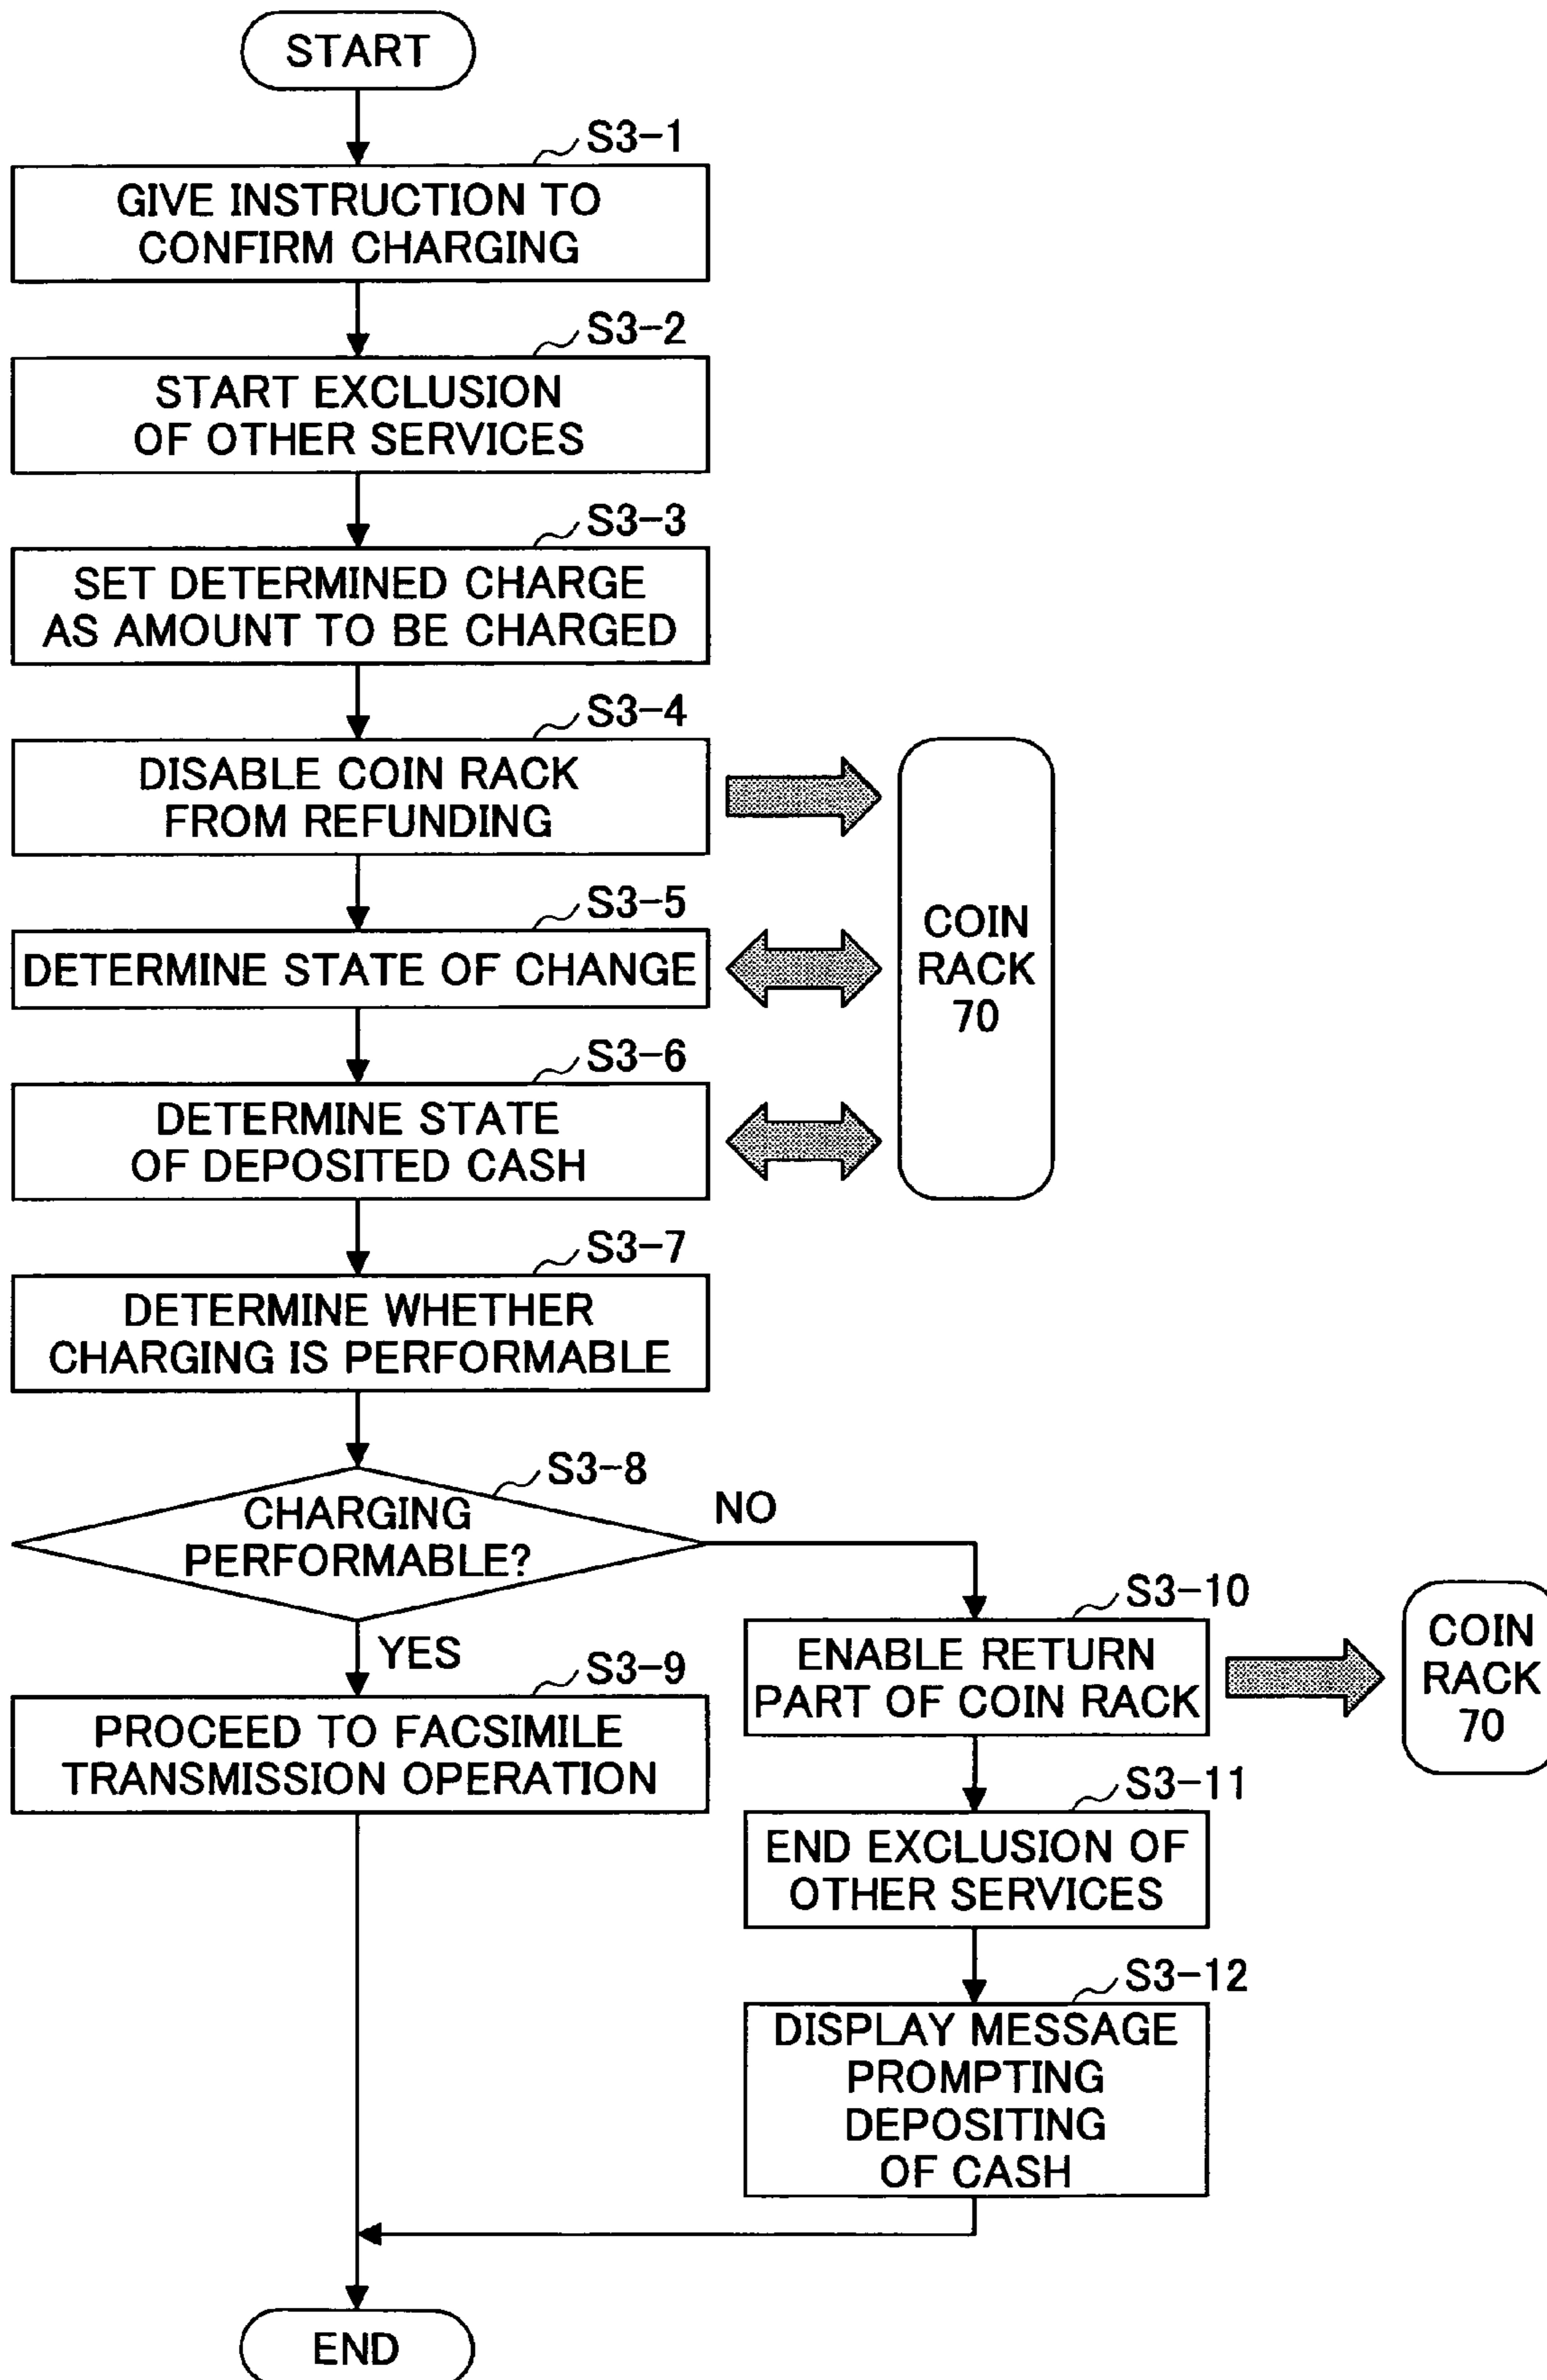 START
S3-1
GIVE INSTRUCTION TO
CONFIRM CHARGING
S3-2
START EXCLUSION
OF OTHER SERVICES
S3-3
SET DETERMINED CHARGE
AS AMOUNT TO BE CHARGED
S3-4
DISABLE COIN RACK
FROM REFUNDING
S3-5
DETERMINE STATE OF CHANGE
COIN
RACK
70
S3-6
DETERMINE STATE
OF DEPOSITED CASH
S3-7
DETERMINE WHETHER
CHARGING IS PERFORMABLE
S3-8
CHARGING
PERFORMABLE?
NO
YES
S3-9
PROCEED TO FACSIMILE
TRANSMISSION OPERATION
S3-10
ENABLE RETURN
PART OF COIN RACK
COIN
RACK
70
S3-11
END EXCLUSION OF
OTHER SERVICES
S3-12
DISPLAY MESSAGE
PROMPTING
DEPOSITING
OF CASH
END